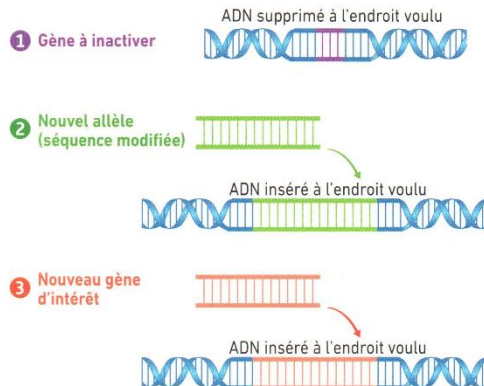 ADN supprimé à l'endroit voulu
1 Gène à inactiver
2 Nouvel allèle
(séquence modifiée)
ADN inséré à l'endroit voulu
3 Nouveau gène
d'intérêt
ADN inséré à l'endroit voulu